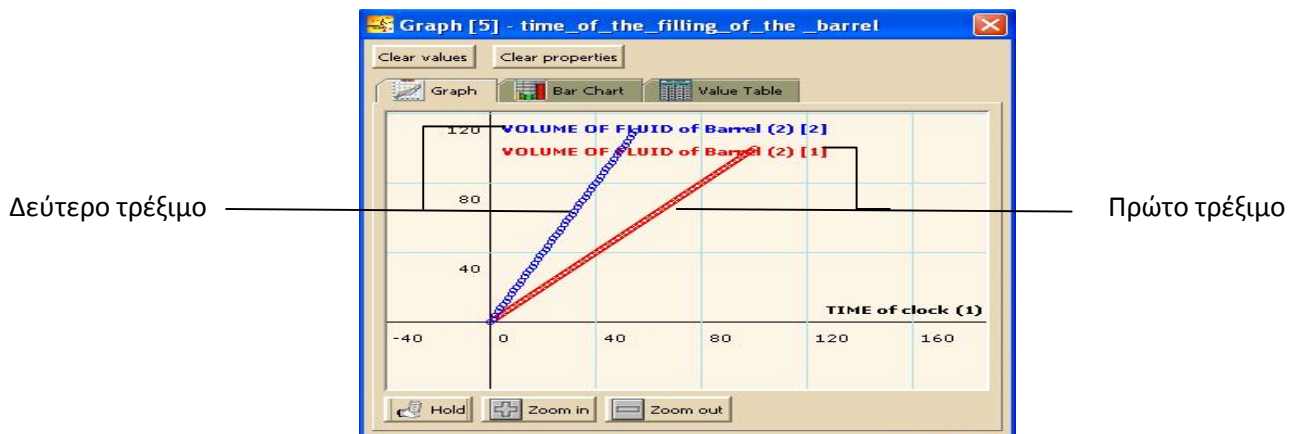 Graph [5] - time_of_the_filling_of_the _barrel
Clear values Clear properties
Graph Bar Chart Value Table
120 VOLUME OF FLUID of Barrel (2) [2]
VOLUME OF FLUID of Barrel (2) [1]
80
Δεύτερο τρέξιμο
Πρώτο τρέξιμο
40
TIME of clock (1)
-40 0 40 80 120 160
Hold Zoom in Zoom out